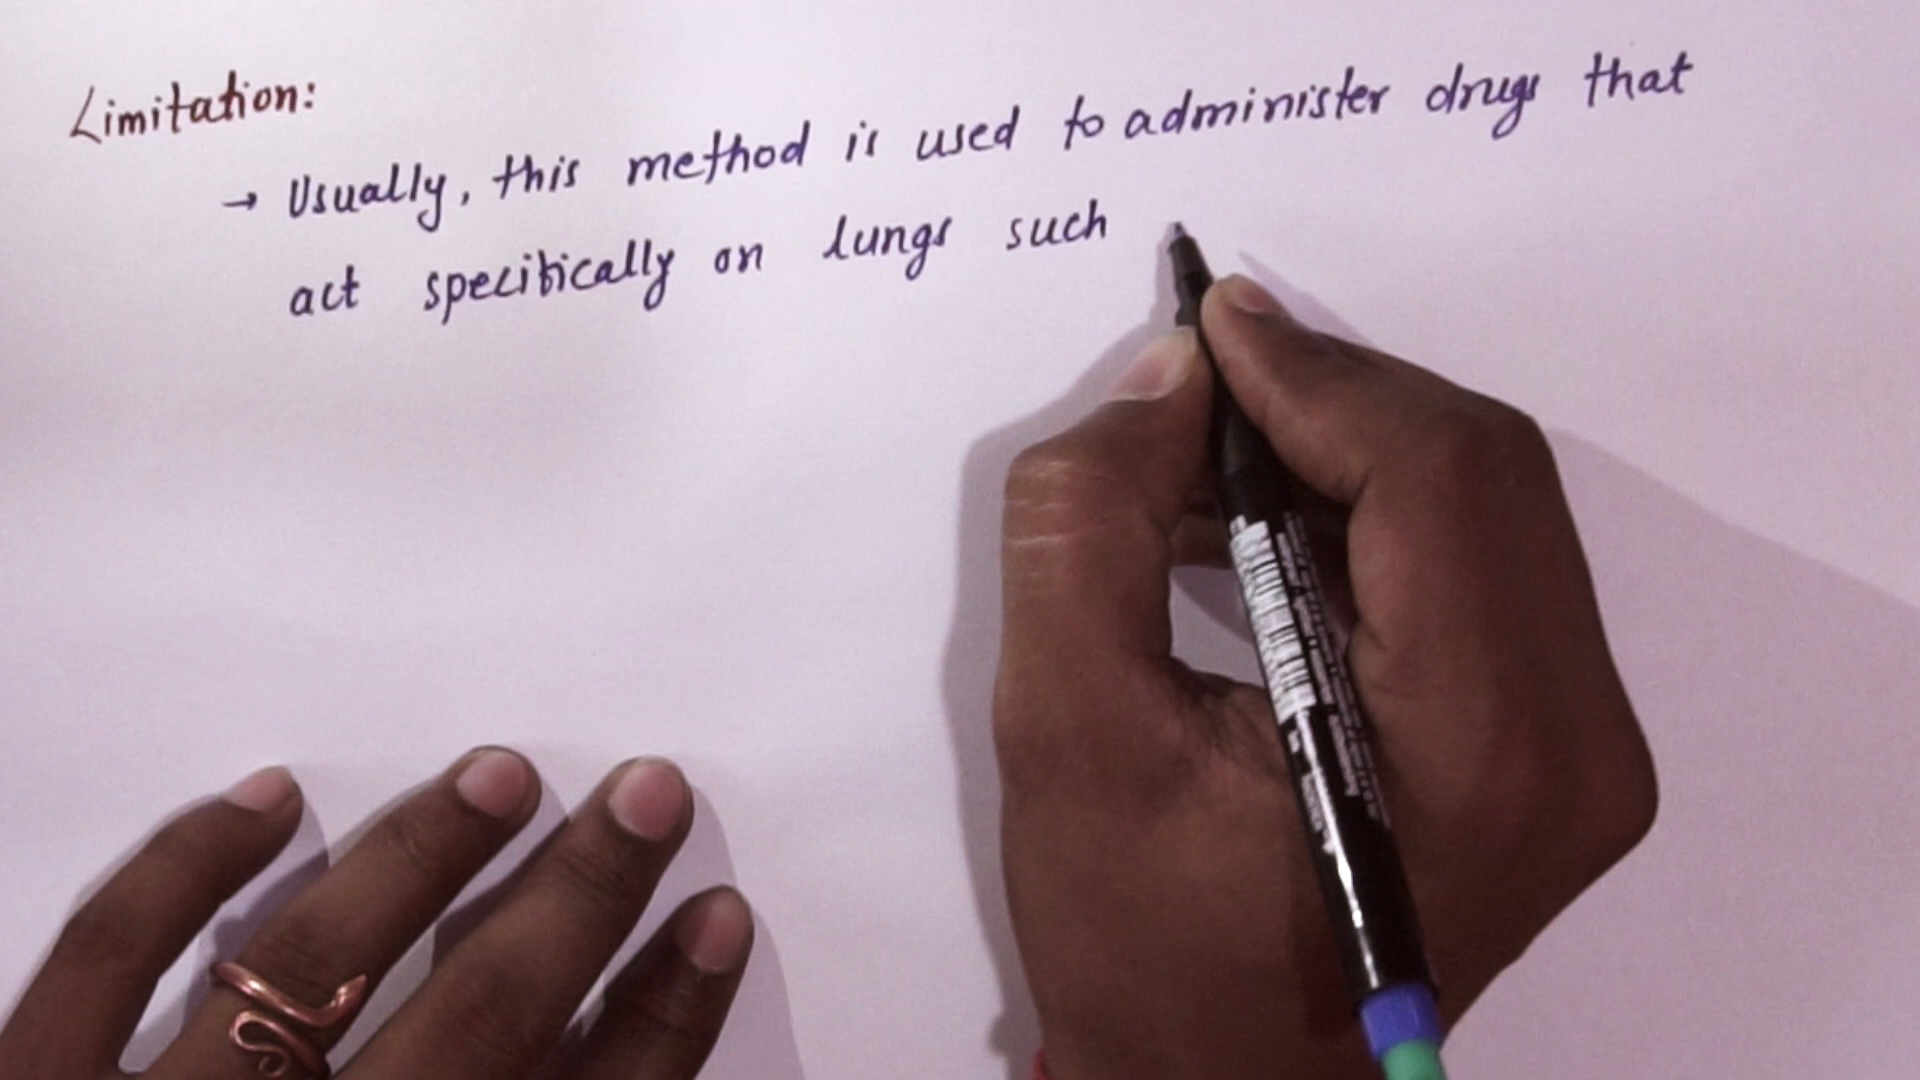 Limitation:
→ Usually, this method is used to administer drugs that
act specifically on lungs such